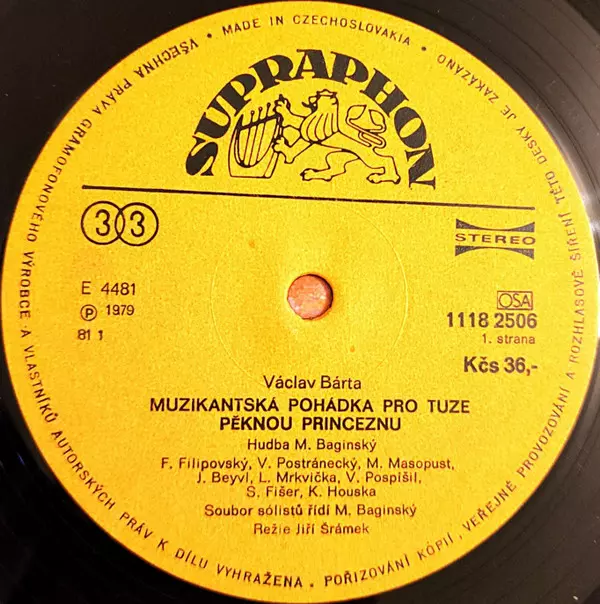 VŠECHNA PRÁVA GRAMOFONOVÉHO VÝROBCE · A VLASTNÍKŮ AUTORSKÝCH PRÁV K DÍLU VYHRAŽENA · POŘIZOVÁNÍ KÓPIÍ, VEŘEJNÉ PROVOZOVÁNÍ A ROZHLASOVÉ ŠÍŘENÍ TÉTO DESKY JE ZAKÁZÁNO · MADE IN CZECHOSLOVAKIA ·
SUPRAPHON
33
STEREO
E 4481
Ⓟ 1979
81 1
OSA
1118 2506
1. strana
Kčs 36,-
Václav Bárta
MUZIKANTSKÁ POHÁDKA PRO TUZE
PĚKNOU PRINCEZNU
Hudba M. Baginský
F. Filipovský, V. Postránecký, M. Masopust,
J. Beyvl, L. Mrkvička, V. Pospíšil,
S. Fišer, K. Houska
Soubor sólistů řídí M. Baginský
Režie Jiří Šrámek